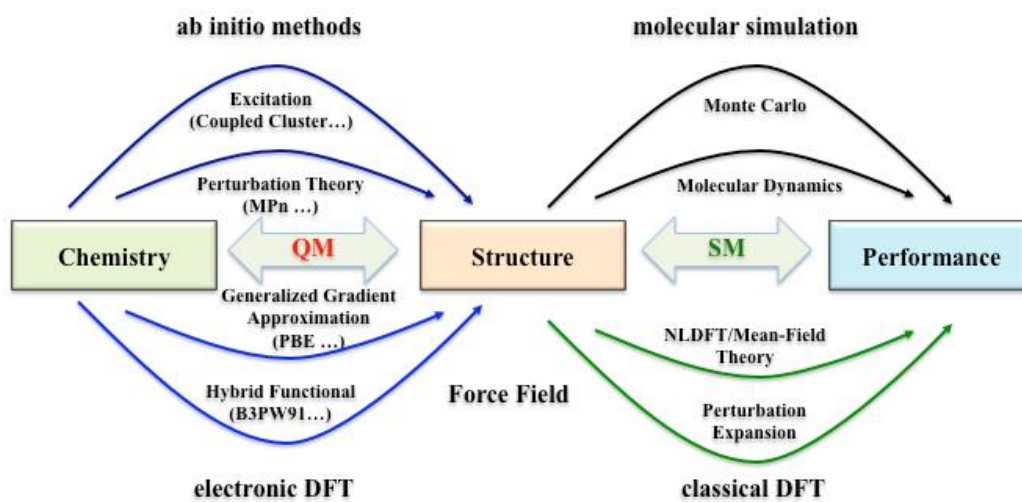 ab initio methods
molecular simulation
Excitation
(Coupled Cluster…)
Monte Carlo
Perturbation Theory
(MPn …)
Molecular Dynamics
Chemistry
QM
Structure
SM
Performance
Generalized Gradient
Approximation
(PBE …)
NLDFT/Mean-Field
Theory
Hybrid Functional
(B3PW91…)
Force Field
Perturbation
Expansion
electronic DFT
classical DFT